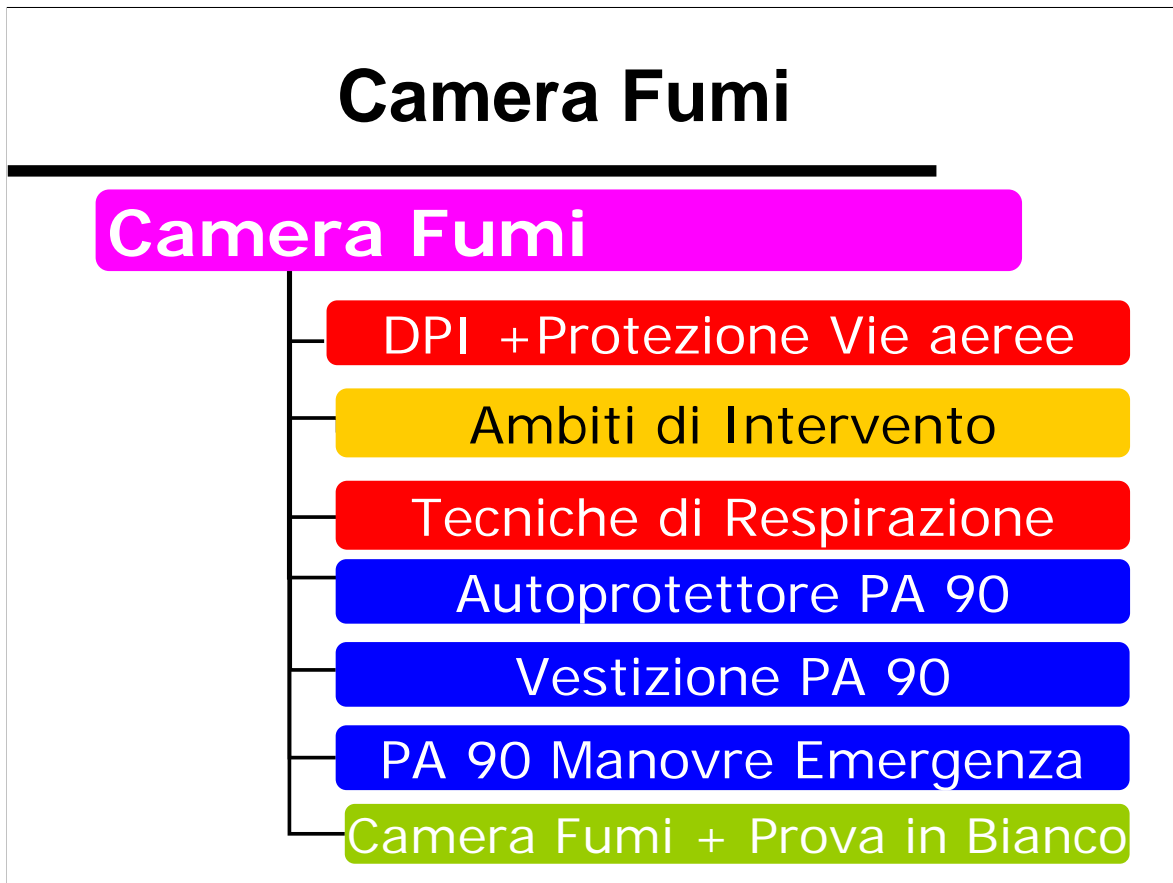 Camera Fumi
Camera Fumi
DPI +Protezione Vie aeree
Ambiti di Intervento
Tecniche di Respirazione
Autoprotettore PA 90
Vestizione PA 90
PA 90 Manovre Emergenza
Camera Fumi + Prova in Bianco